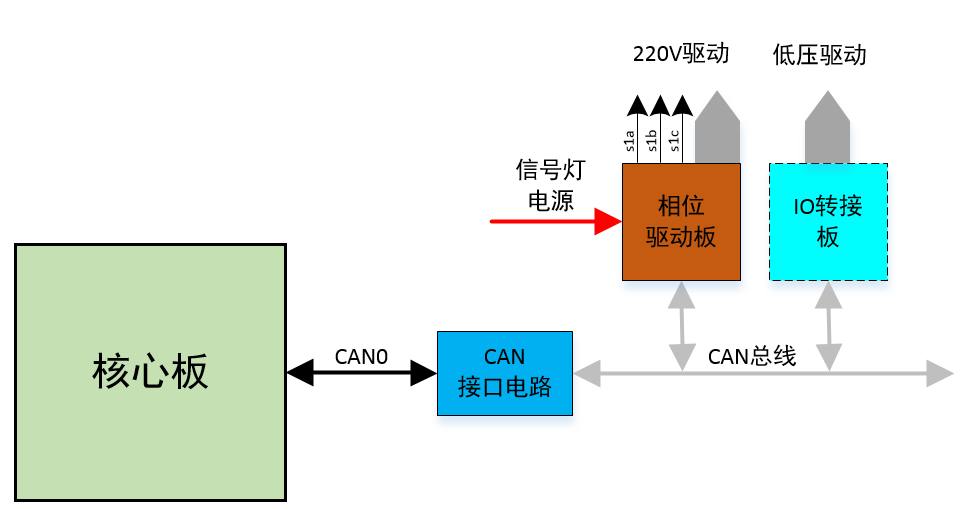 220V驱动
低压驱动
s1a
s1b
s1c
信号灯
电源
相位
驱动板
IO转接
板
核心板
CAN0
CAN
接口电路
CAN总线